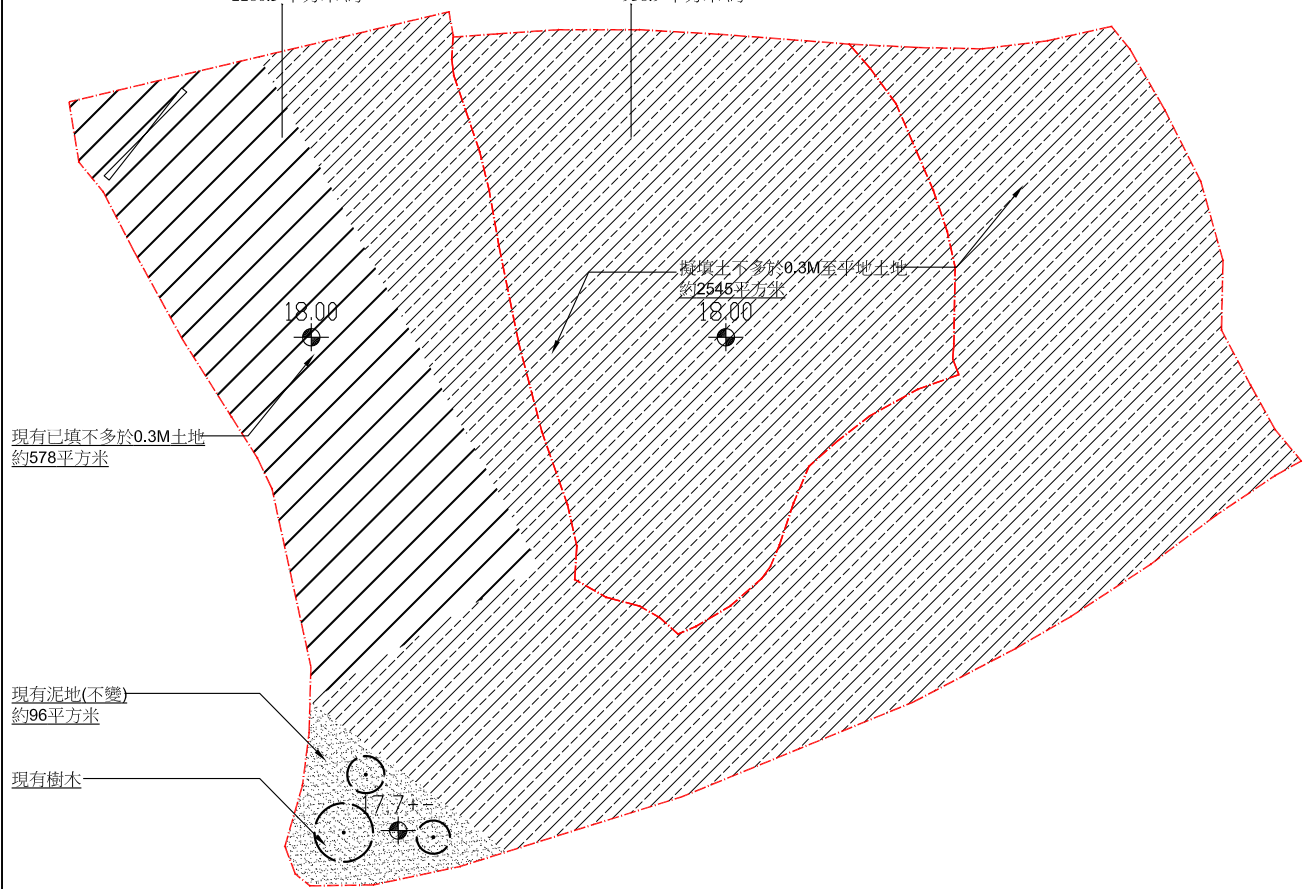 擬填土不多於0.3M至平地土地
約2545平方米
18.00
18.00
現有已填不多於0.3M土地
約578平方米
現有泥地(不變)
約96平方米
現有樹木
17.7+-